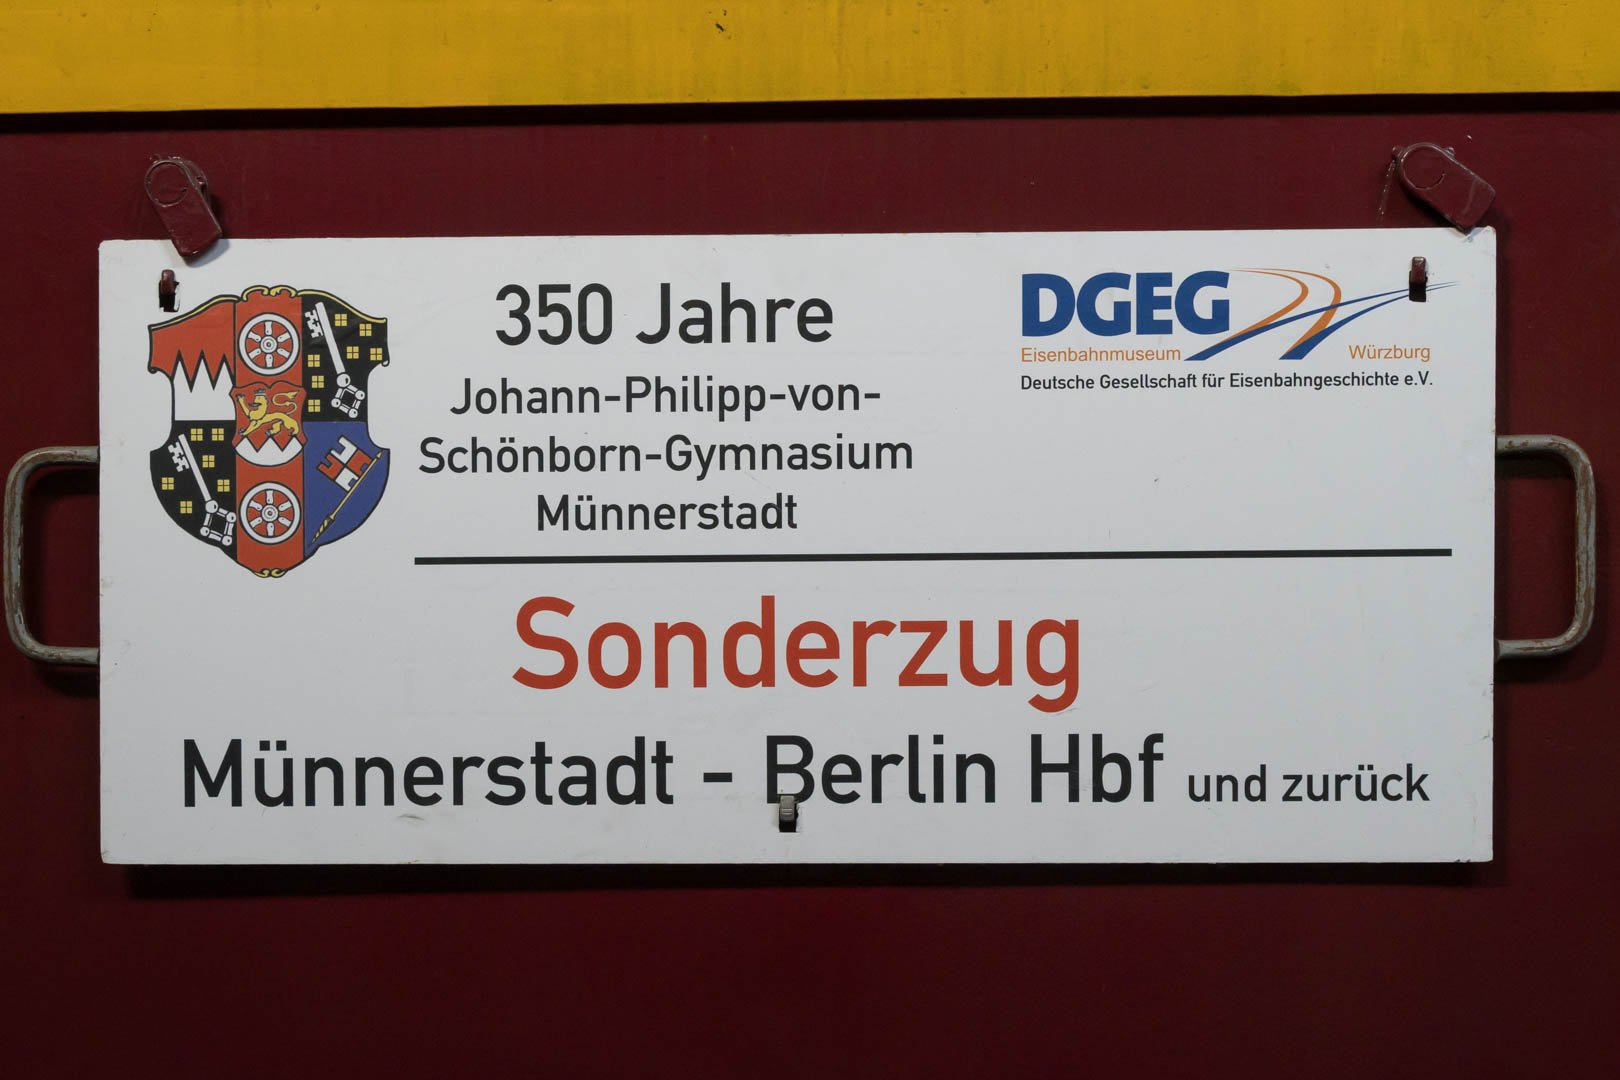 350 Jahre
Johann-Philipp-von-
Schönborn-Gymnasium
Münnerstadt
DGEG
Eisenbahnmuseum Würzburg
Deutsche Gesellschaft für Eisenbahngeschichte e.V.
Sonderzug
Münnerstadt - Berlin Hbf und zurück